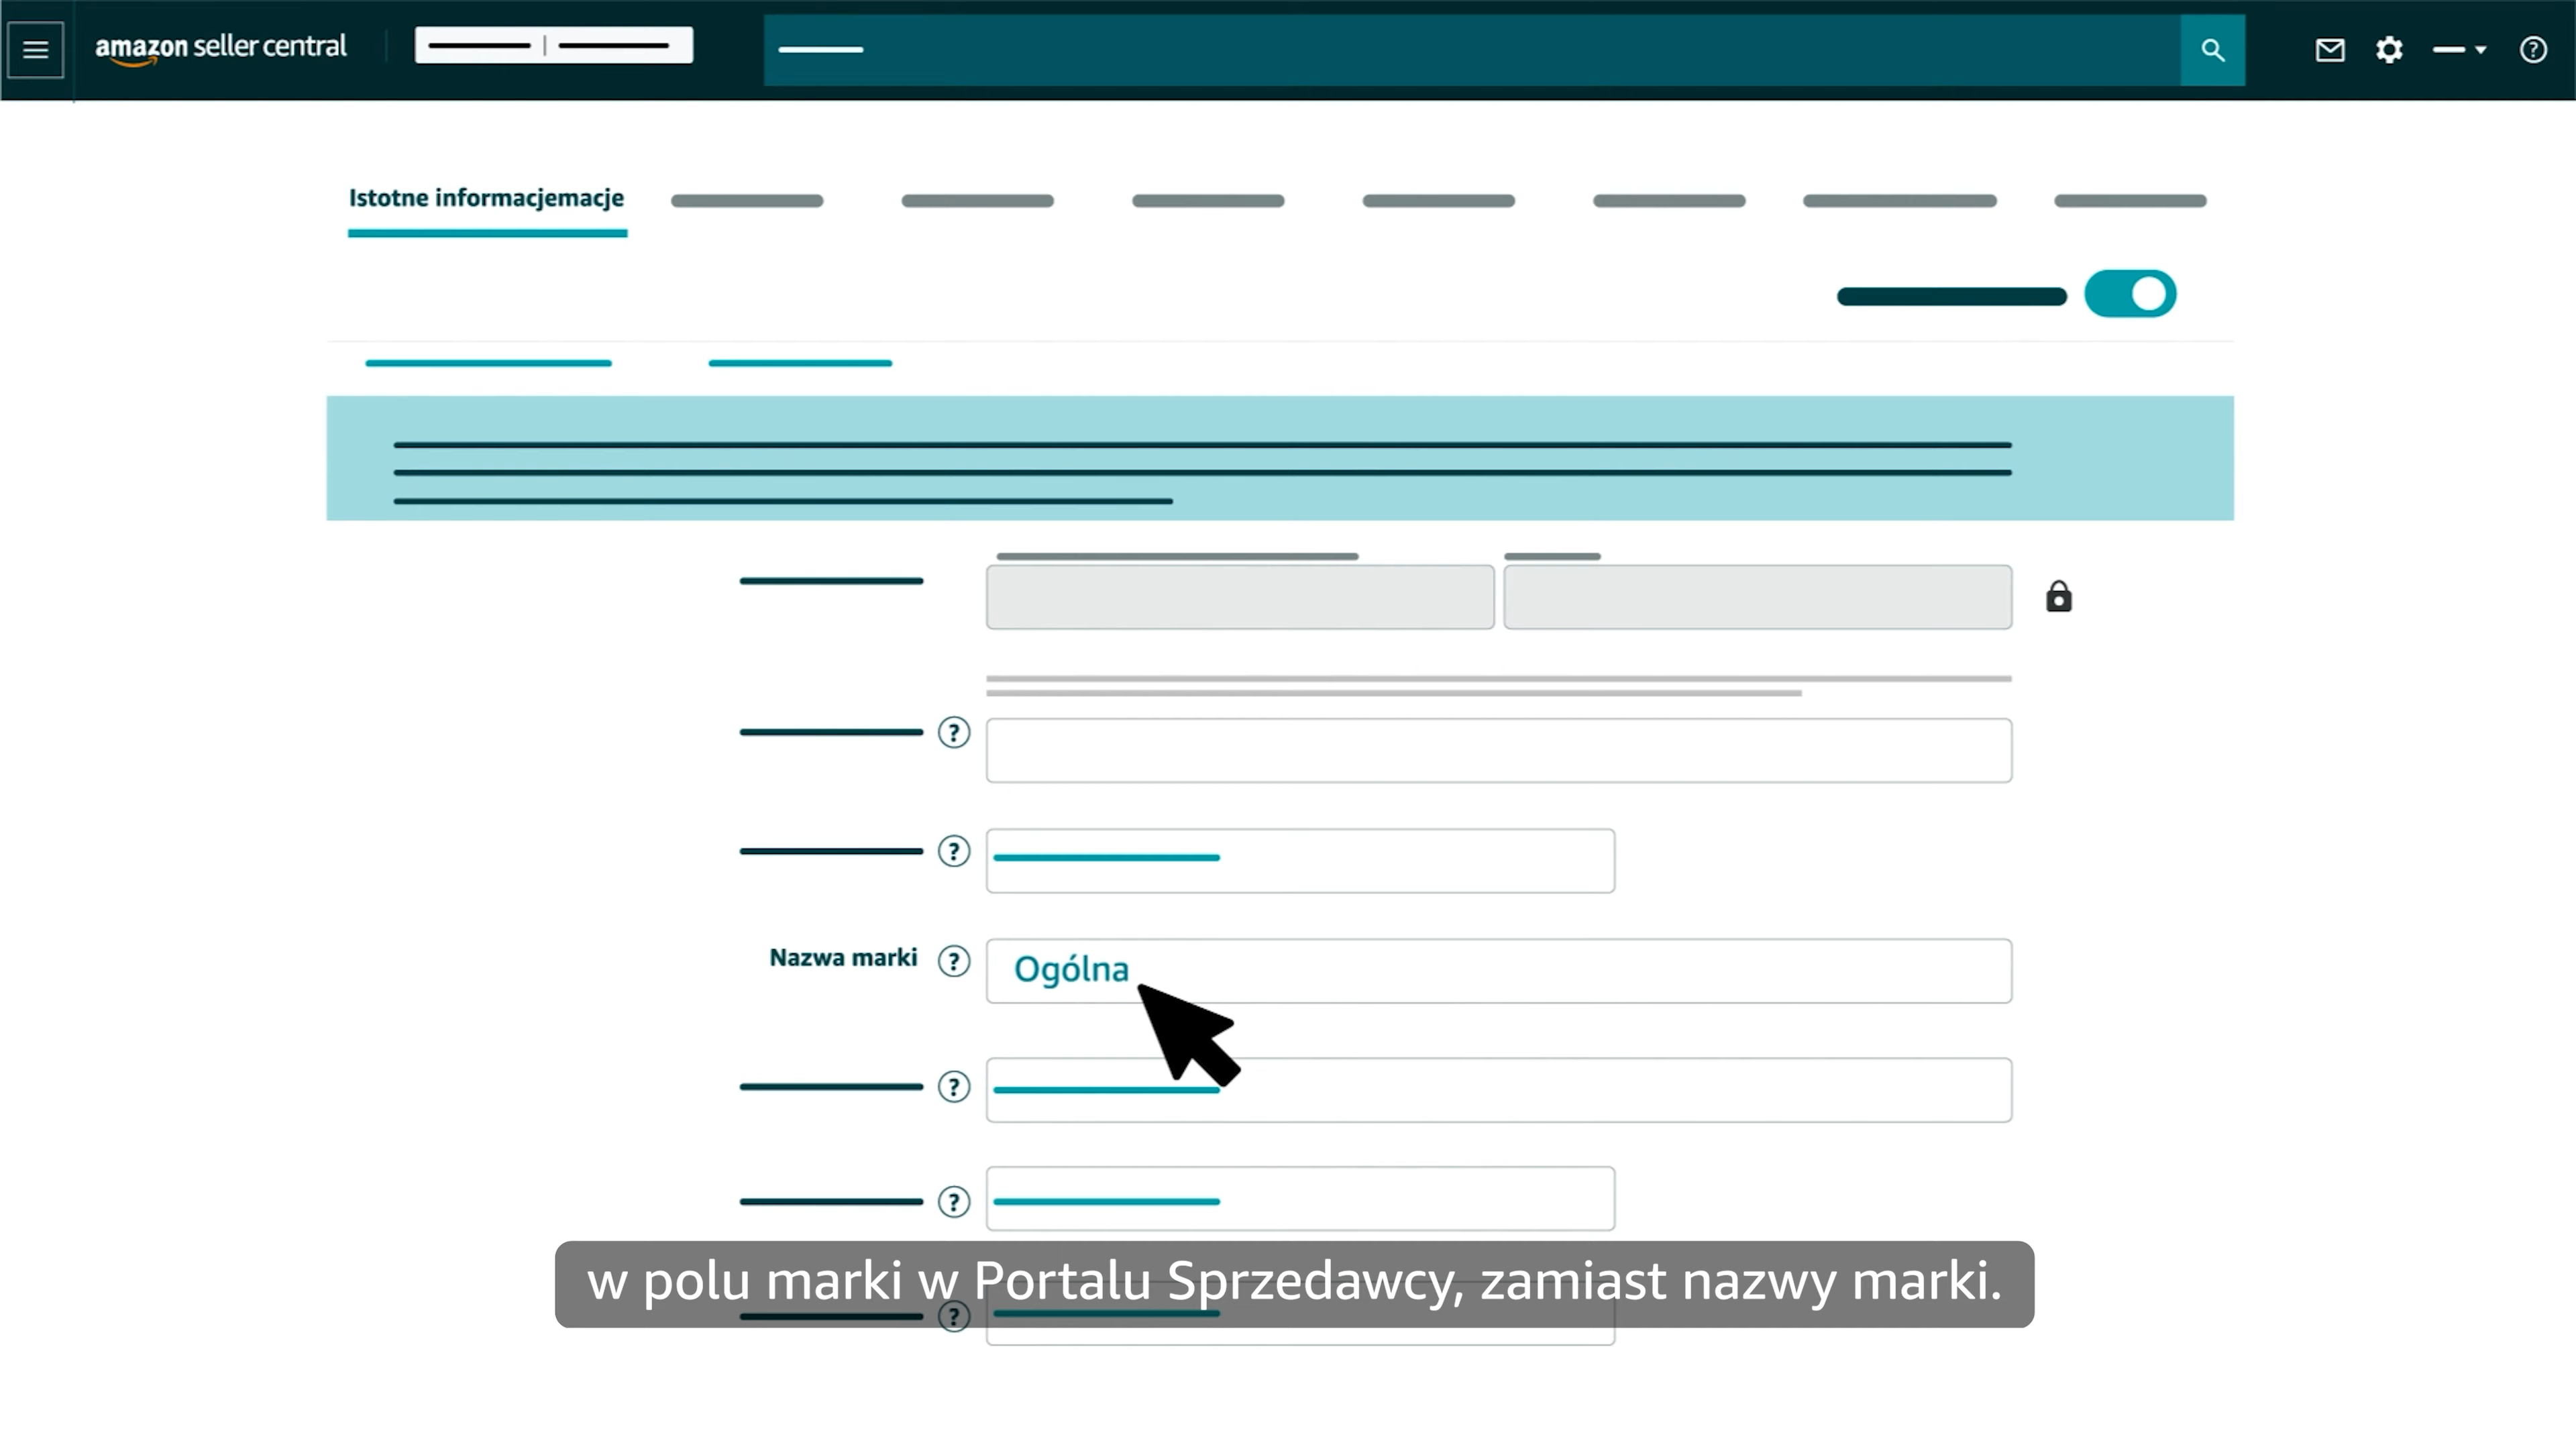 amazon seller central
Istotne informacjemacje
Nazwa marki
Ogólna
w polu marki w Portalu Sprzedawcy, zamiast nazwy marki.